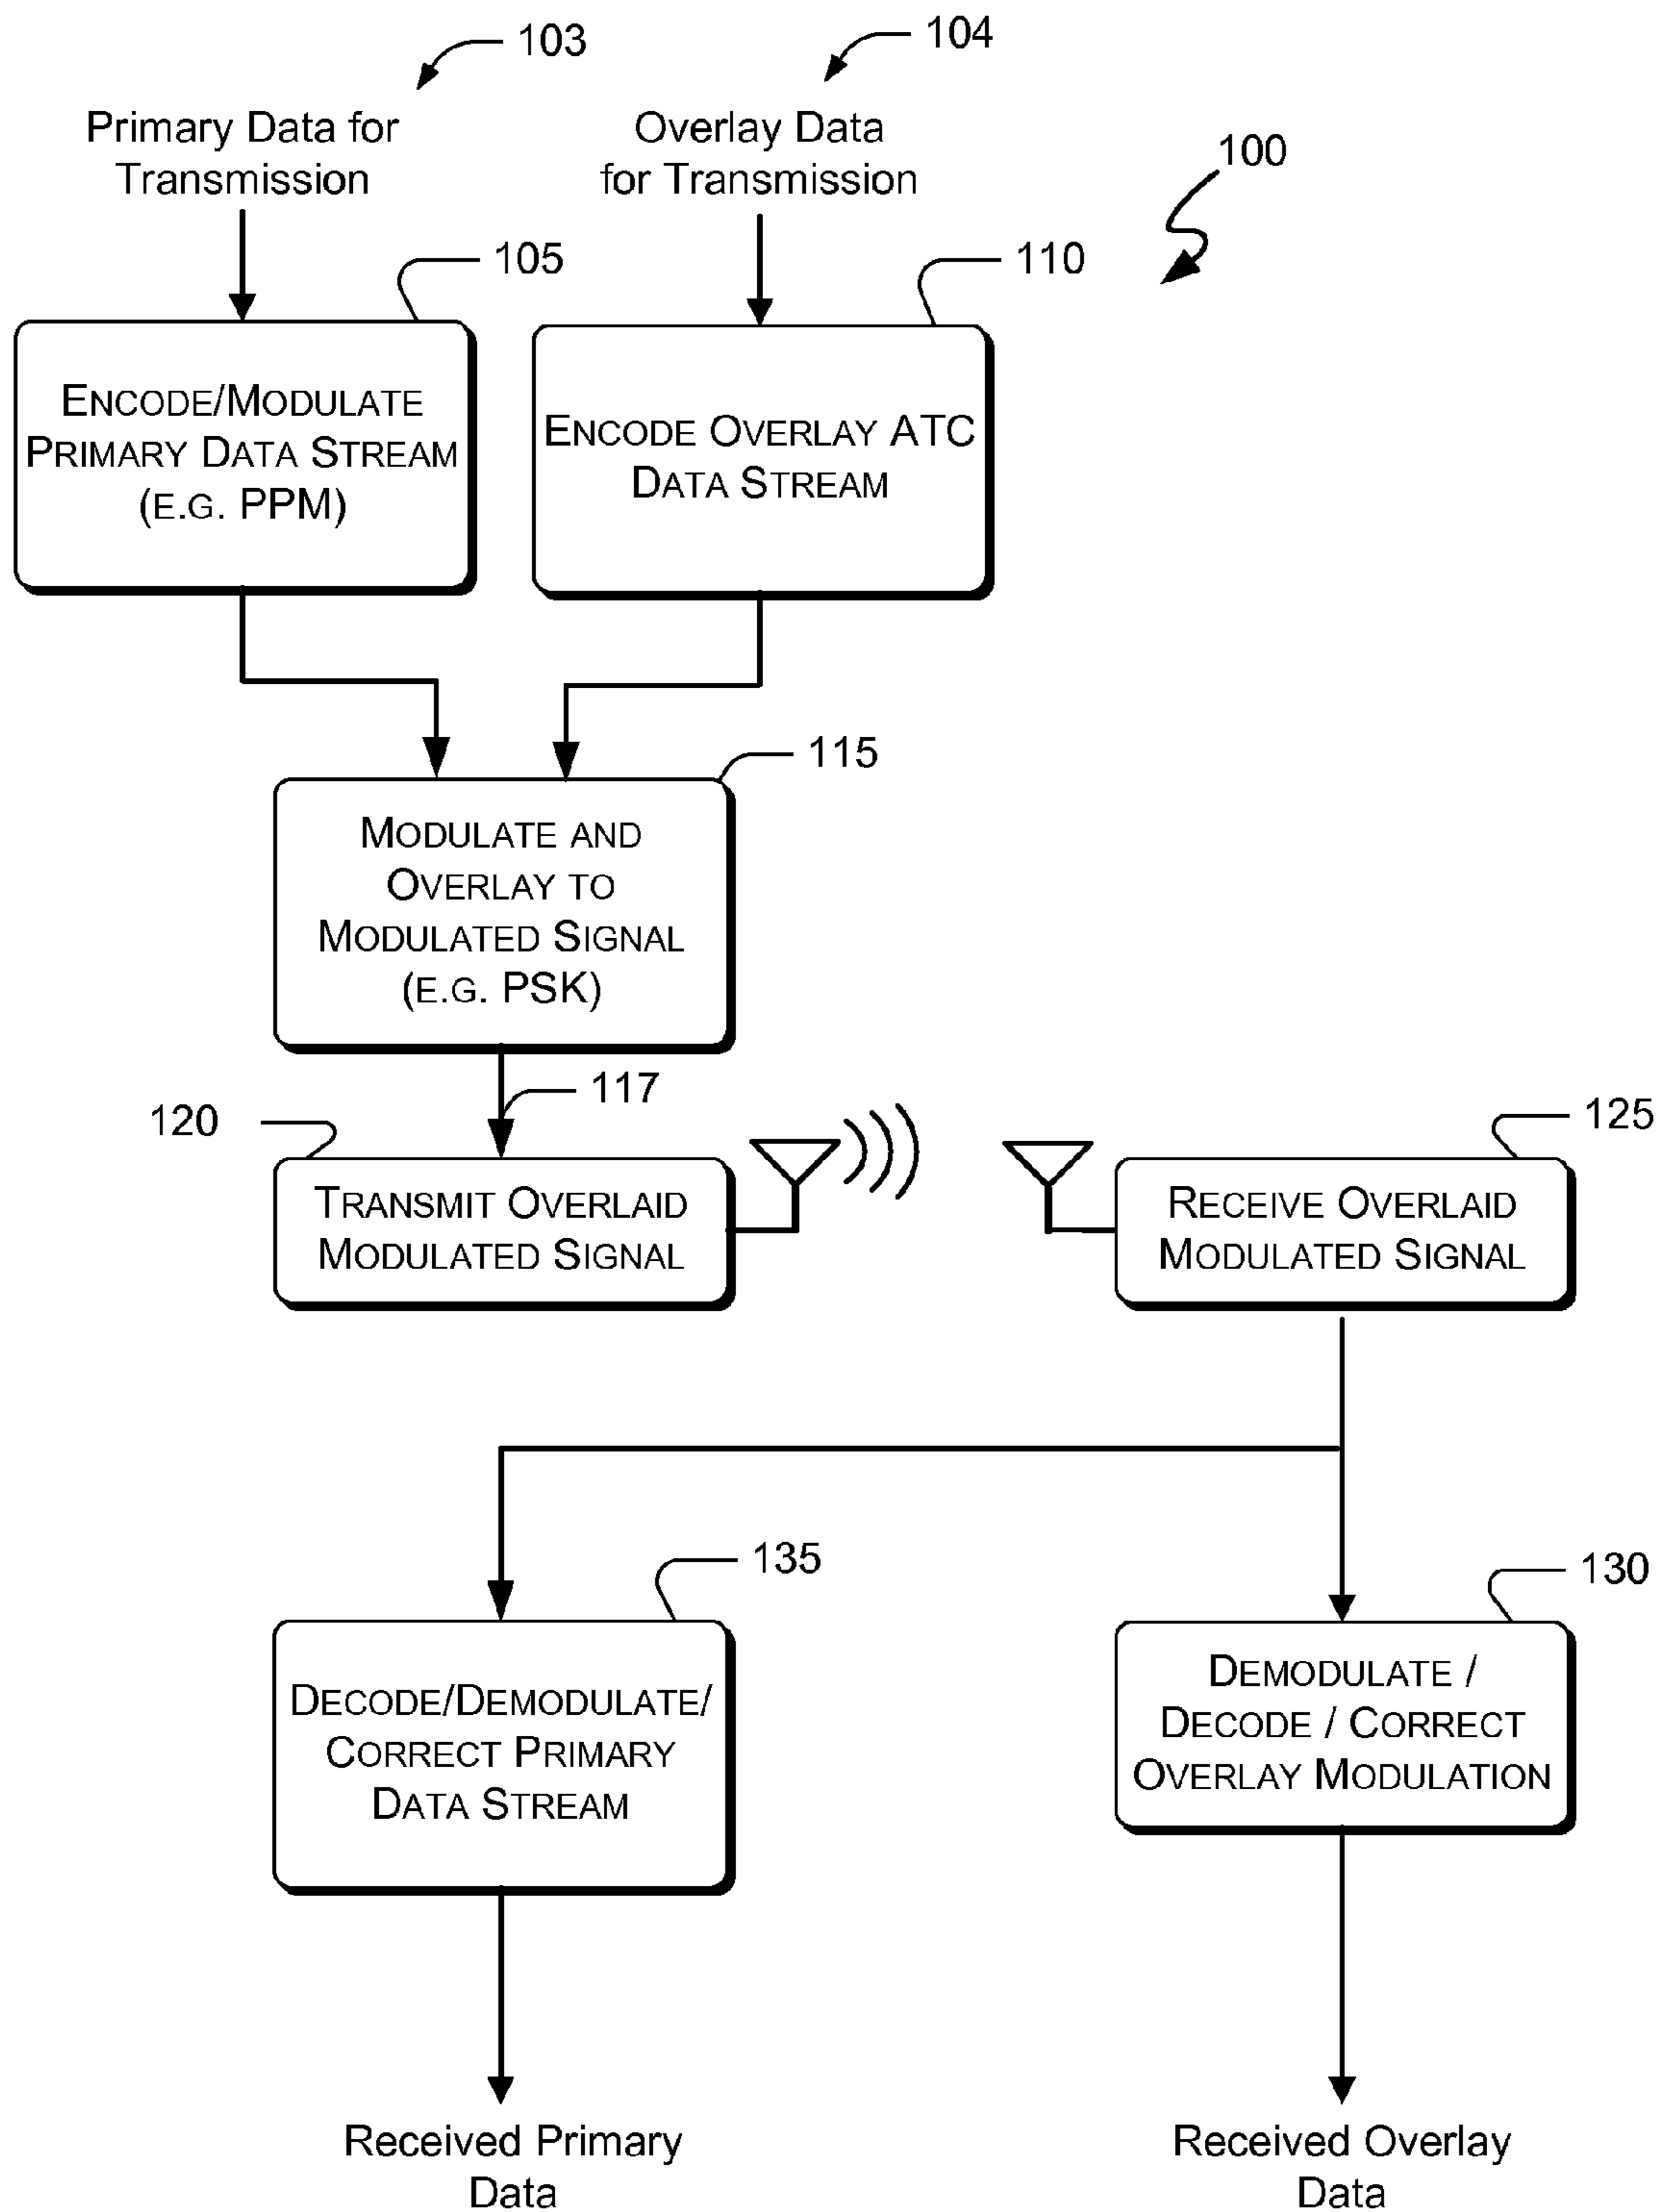 103
104
Primary Data for
Transmission
Overlay Data
for Transmission
100
105
110
ENCODE/MODULATE
PRIMARY DATA STREAM
(E.G. PPM)
ENCODE OVERLAY ATC
DATA STREAM
115
MODULATE AND
OVERLAY TO
MODULATED SIGNAL
(E.G. PSK)
117
120
125
TRANSMIT OVERLAID
MODULATED SIGNAL
RECEIVE OVERLAID
MODULATED SIGNAL
135
130
DECODE/DEMODULATE/
CORRECT PRIMARY
DATA STREAM
DEMODULATE /
DECODE / CORRECT
OVERLAY MODULATION
Received Primary
Data
Received Overlay
Data